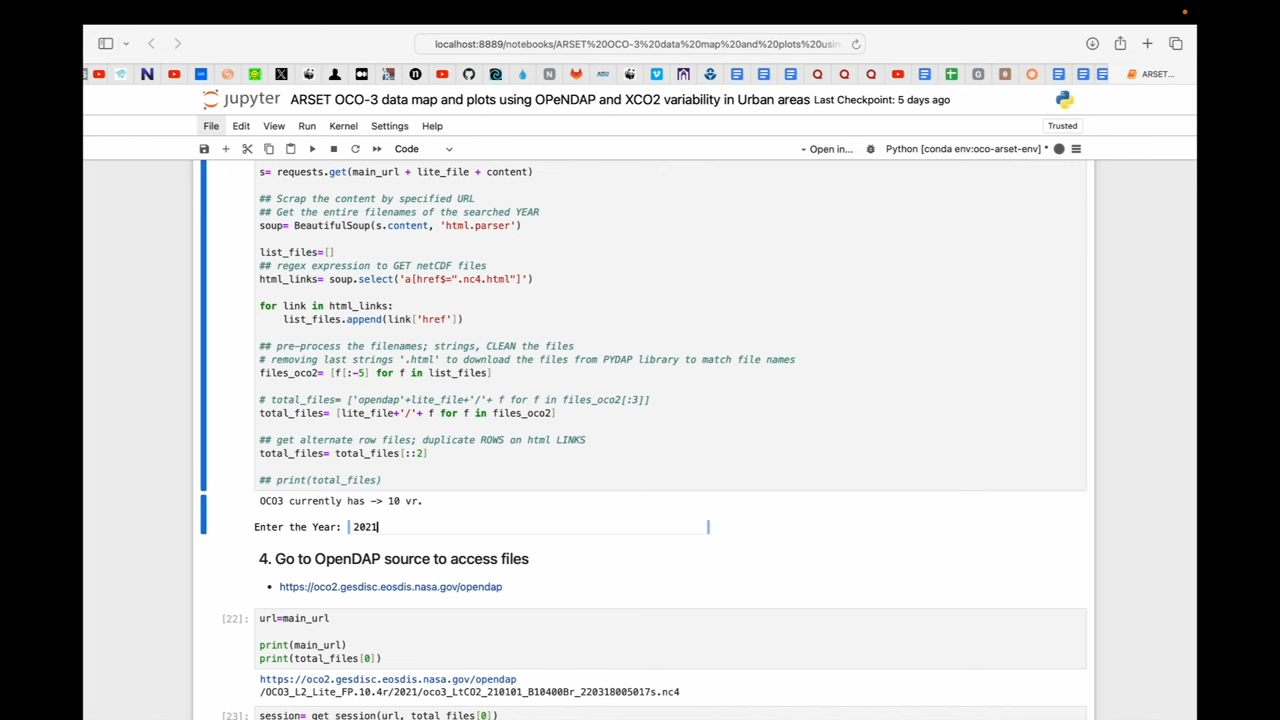 localhost:8889/notebooks/ARSET%20OCO-3%20data%20map%20and%20plots%20usin
ARSET...
jupyter ARSET OCO-3 data map and plots using OPeNDAP and XCO2 variability in Urban areas Last Checkpoint: 5 days ago
File Edit View Run Kernel Settings Help Trusted
Code Open in... Python [conda env:oco-arset-env] *
s= requests.get(main_url + lite_file + content)
## Scrap the content by specified URL
## Get the entire filenames of the searched YEAR
soup= BeautifulSoup(s.content, 'html.parser')
list_files=[]
## regex expression to GET netCDF files
html_links= soup.select('a[href$=".nc4.html"]')
for link in html_links:
list_files.append(link['href'])
## pre-process the filenames; strings, CLEAN the files
# removing last strings '.html' to download the files from PYDAP library to match file names
files_oco2= [f[:-5] for f in list_files]
# total_files= ['opendap'+lite_file+'/'+ f for f in files_oco2[:3]]
total_files= [lite_file+'/'+ f for f in files_oco2]
## get alternate row files; duplicate ROWS on html LINKS
total_files= total_files[::2]
## print(total_files)
OCO3 currently has -> 10 vr.
Enter the Year: 2021
4. Go to OpenDAP source to access files
• https://oco2.gesdisc.eosdis.nasa.gov/opendap
[22]: url=main_url
print(main_url)
print(total_files[0])
https://oco2.gesdisc.eosdis.nasa.gov/opendap
/OCO3_L2_Lite_FP.10.4r/2021/oco3_LtCO2_210101_B10400Br_220318005017s.nc4
[23]: session= get_session(url, total_files[0])